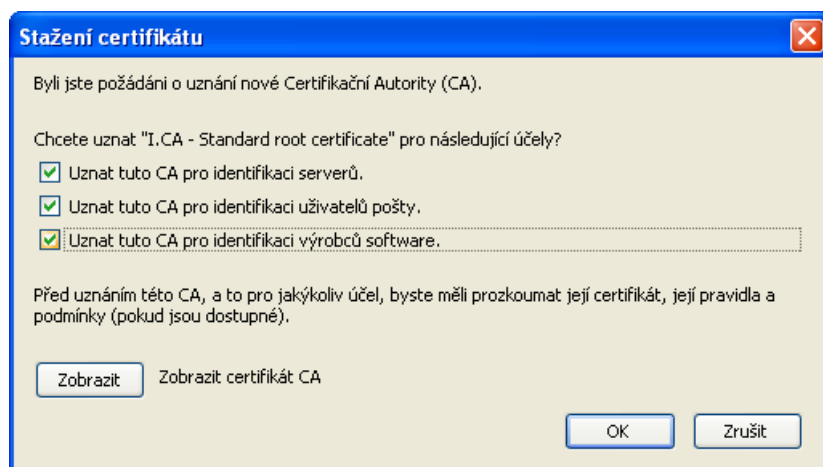 Stažení certifikátu
Byli jste požádáni o uznání nové Certifikační Autority (CA).
Chcete uznat "I.CA - Standard root certificate" pro následující účely?
Uznat tuto CA pro identifikaci serverů.
Uznat tuto CA pro identifikaci uživatelů pošty.
Uznat tuto CA pro identifikaci výrobců software.
Před uznáním této CA, a to pro jakýkoliv účel, byste měli prozkoumat její certifikát, její pravidla a
podmínky (pokud jsou dostupné).
Zobrazit Zobrazit certifikát CA
OK Zrušit